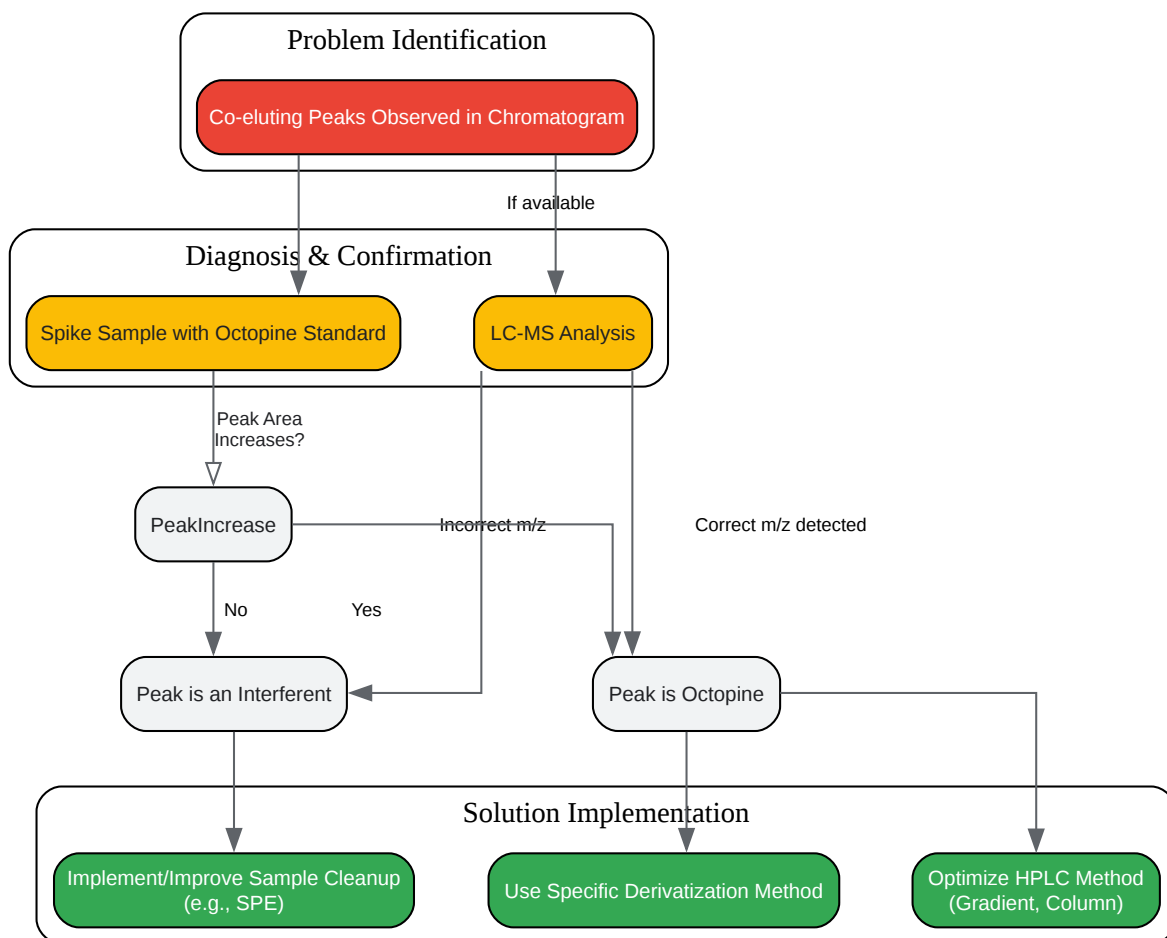 Problem Identification
Co-eluting Peaks Observed in Chromatogram
If available
Diagnosis & Confirmation
Spike Sample with Octopine Standard
LC-MS Analysis
Peak Area
Increases?
PeakIncrease
Incorrect m/z
Correct m/z detected
No
Yes
Peak is an Interferent
Peak is Octopine
Solution Implementation
Implement/Improve Sample Cleanup
(e.g., SPE)
Use Specific Derivatization Method
Optimize HPLC Method
(Gradient, Column)